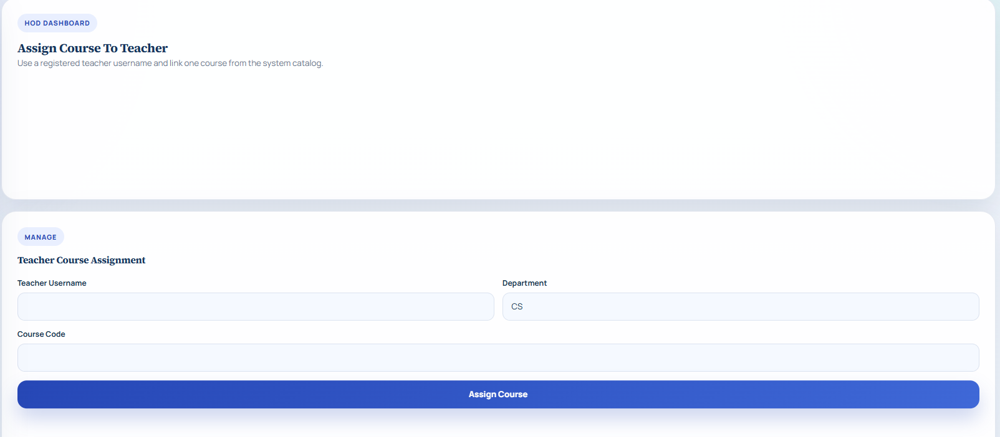 HOD DASHBOARD
Assign Course To Teacher
Use a registered teacher username and link one course from the system catalog.
MANAGE
Teacher Course Assignment
Teacher Username
Department
CS
Course Code
Assign Course